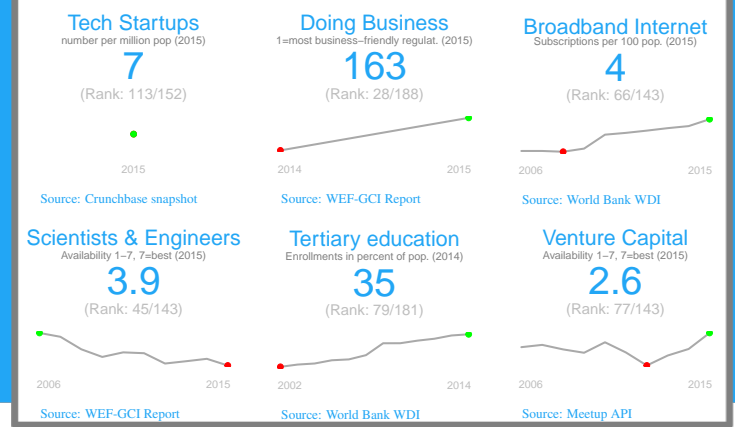 Tech Startups
number per million pop (2015)
7
(Rank: 113/152)
2015
Source: Crunchbase snapshot
Doing Business
1=most business−friendly regulat. (2015)
163
(Rank: 28/188)
2014 2015
Source: WEF-GCI Report
Broadband Internet
Subscriptions per 100 pop. (2015)
4
(Rank: 66/143)
2006 2015
Source: World Bank WDI
Scientists & Engineers
Availability 1−7, 7=best (2015)
3.9
(Rank: 45/143)
2006 2015
Source: WEF-GCI Report
Tertiary education
Enrollments in percent of pop. (2014)
35
(Rank: 79/181)
2002 2014
Source: World Bank WDI
Venture Capital
Availability 1−7, 7=best (2015)
2.6
(Rank: 77/143)
2006 2015
Source: Meetup API